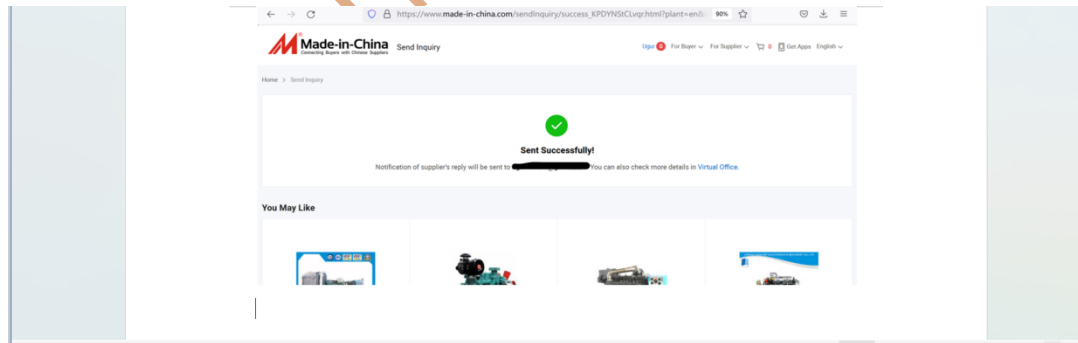 https://www.made-in-china.com/sendInquiry/success_KPDYNStCLvqr.html?plant=en& 90%
Made-in-China Send Inquiry Ugur 0 For Buyer For Supplier 0 Get Apps English
Connecting Buyers with Chinese Suppliers
Home > Send Inquiry
Sent Successfully!
Notification of supplier's reply will be sent to You can also check more details in Virtual Office.
You May Like